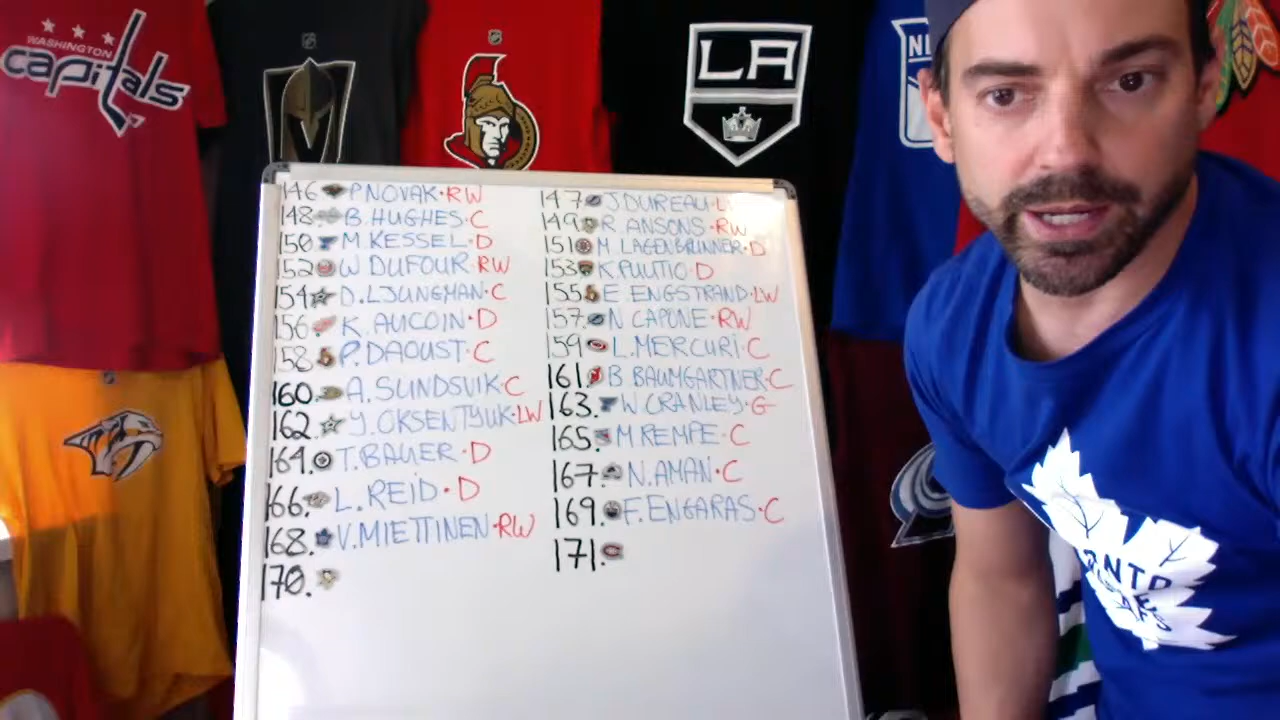 WASHINGTON
capitals
LA
146 P.NOVAK·RW
147 J.DUREAU·L
148 B.HUGHES·C
149 R.ANSONS·RW
150 M.KESSEL·D
151 M.LAGENBRUNNER·D
152 W DUFOUR·RW
153 K.PUUTIO·D
154 D.LJUNGMAN·C
155 E.ENGSTRAND·LW
156 K.AUCOIN·D
157. N CAPONE·RW
158 P.DAOUST·C
159 L.MERCURI·C
160. A.SUNDSVIK·C
161. B BAUMGARTNER·C
162. Y.OKSENTYUK·LW
163. W CRANLEY·G
164. T.BAUER·D
165. M REMPE·C
166. L.REID·D
167. N.AMAN·C
168. V.MIETTINEN·RW
169. F.ENGARAS·C
170.
171.